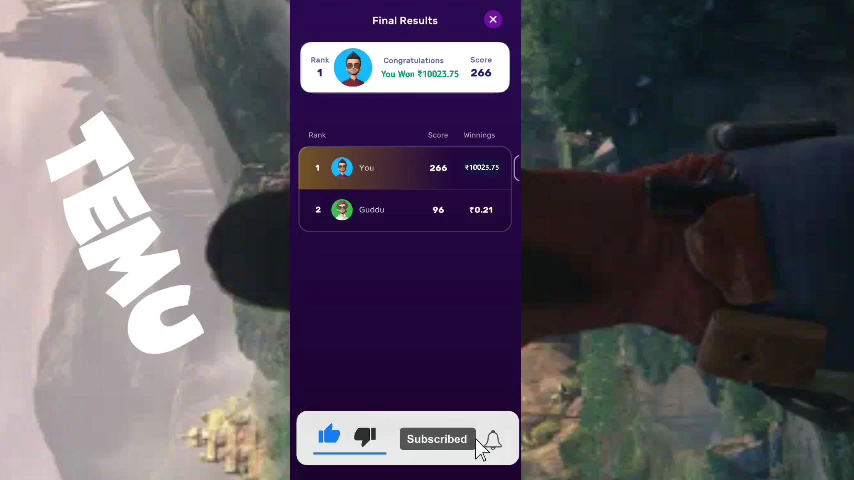 TEMU
Final Results
Rank
Congratulations
Score
1
You Won ₹10023.75
266
Rank
Score
Winnings
1
You
266
₹10023.75
2
Guddu
96
₹0.21
Subscribed